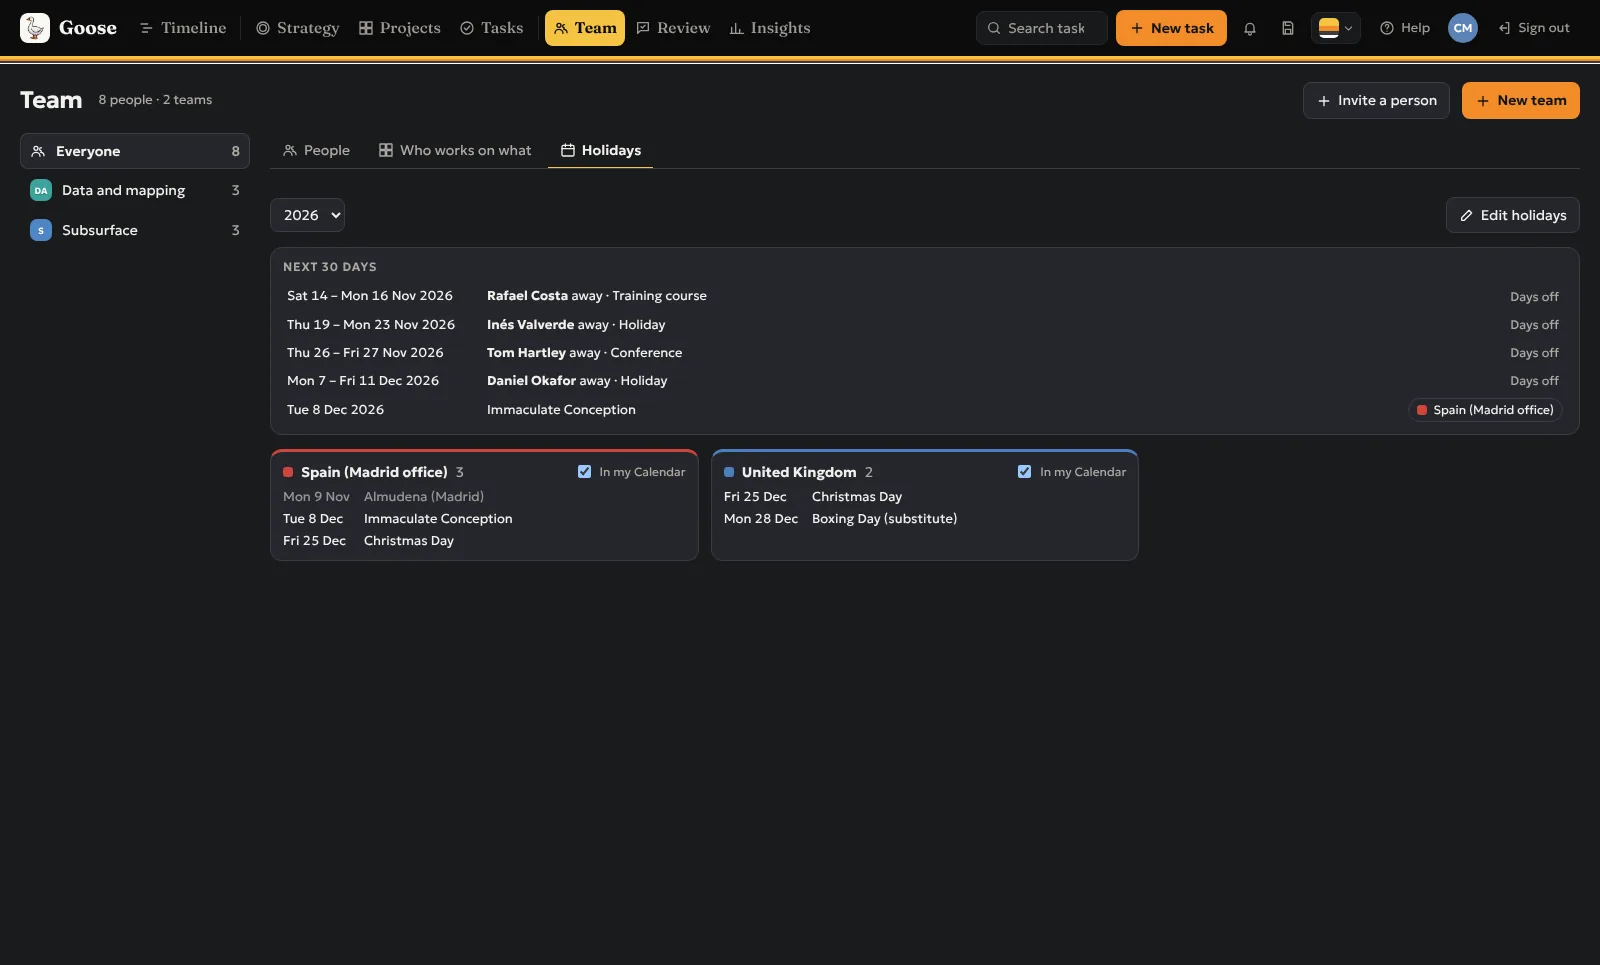 Goose Timeline Strategy Projects Tasks Team Review Insights Search task + New task Help CM Sign out
Team 8 people · 2 teams + Invite a person + New team
Everyone 8
DA Data and mapping 3
S Subsurface 3
People Who works on what Holidays
2026 Edit holidays
NEXT 30 DAYS
Sat 14 – Mon 16 Nov 2026 Rafael Costa away · Training course Days off
Thu 19 – Mon 23 Nov 2026 Inés Valverde away · Holiday Days off
Thu 26 – Fri 27 Nov 2026 Tom Hartley away · Conference Days off
Mon 7 – Fri 11 Dec 2026 Daniel Okafor away · Holiday Days off
Tue 8 Dec 2026 Immaculate Conception Spain (Madrid office)
Spain (Madrid office) 3 In my Calendar
Mon 9 Nov Almudena (Madrid)
Tue 8 Dec Immaculate Conception
Fri 25 Dec Christmas Day
United Kingdom 2 In my Calendar
Fri 25 Dec Christmas Day
Mon 28 Dec Boxing Day (substitute)